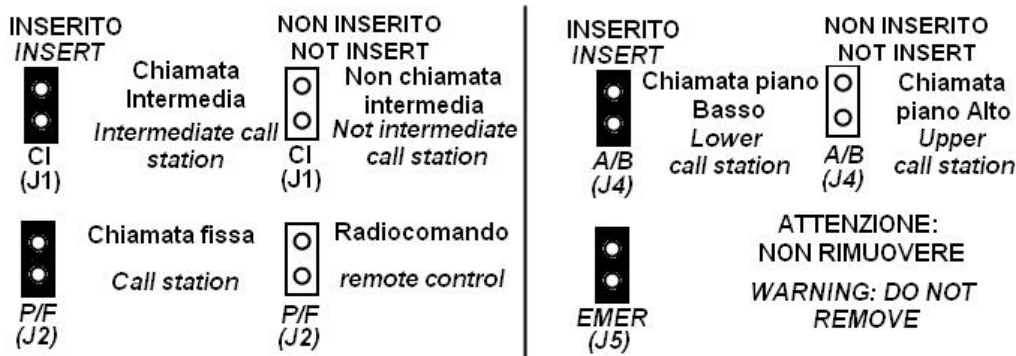 INSERITO
INSERT
Chiamata
Intermedia
Intermediate call
station
CI
(J1)
NON INSERITO
NOT INSERT
Non chiamata
intermedia
Not intermediate
call station
CI
(J1)
Chiamata fissa
Call station
P/F
(J2)
Radiocomando
remote control
P/F
(J2)
INSERITO
INSERT
Chiamata piano
Basso
Lower
call station
A/B
(J4)
NON INSERITO
NOT INSERT
Chiamata
piano Alto
Upper
call station
A/B
(J4)
EMER
(J5)
ATTENZIONE:
NON RIMUOVERE
WARNING: DO NOT
REMOVE